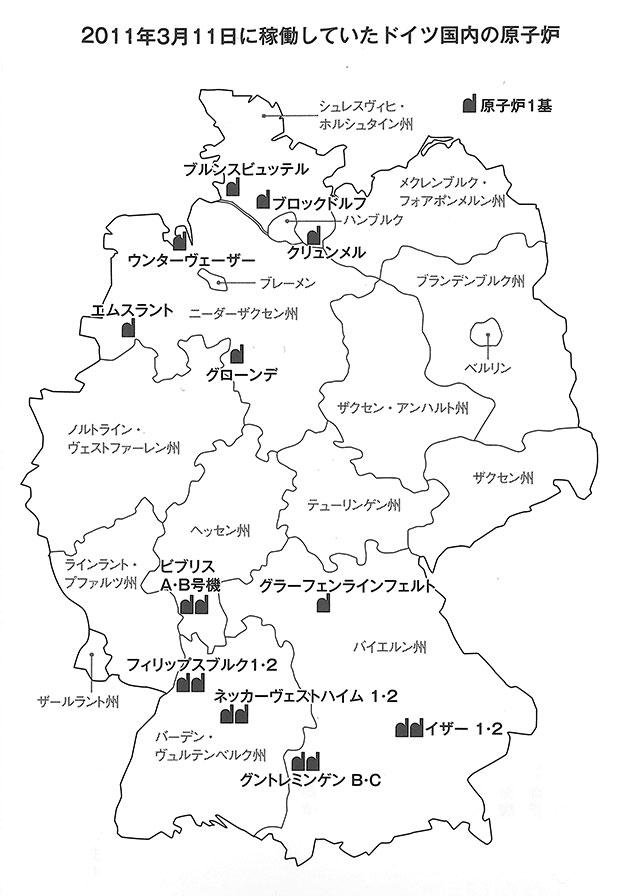 2011年3月11日に稼働していたドイツ国内の原子炉
シュレスヴィヒ・
ホルシュタイン州
原子炉1基
ブルンスビュッテル
メクレンブルク・
フォアポンメルン州
ブロックドルフ
ハンブルク
クリュンメル
ウンターヴェーザー
ブレーメン
ブランデンブルク州
エムスラント
ニーダーザクセン州
ベルリン
グローンデ
ザクセン・アンハルト州
ノルトライン・
ヴェストファーレン州
ザクセン州
テューリンゲン州
ヘッセン州
ラインラント・
プファルツ州
ビブリス
A・B号機
グラーフェンラインフェルト
バイエルン州
フィリップスブルク1・2
ザールラント州
ネッカーヴェストハイム 1・2
イザー 1・2
バーデン・
ヴュルテンベルク州
グントレミンゲン B・C